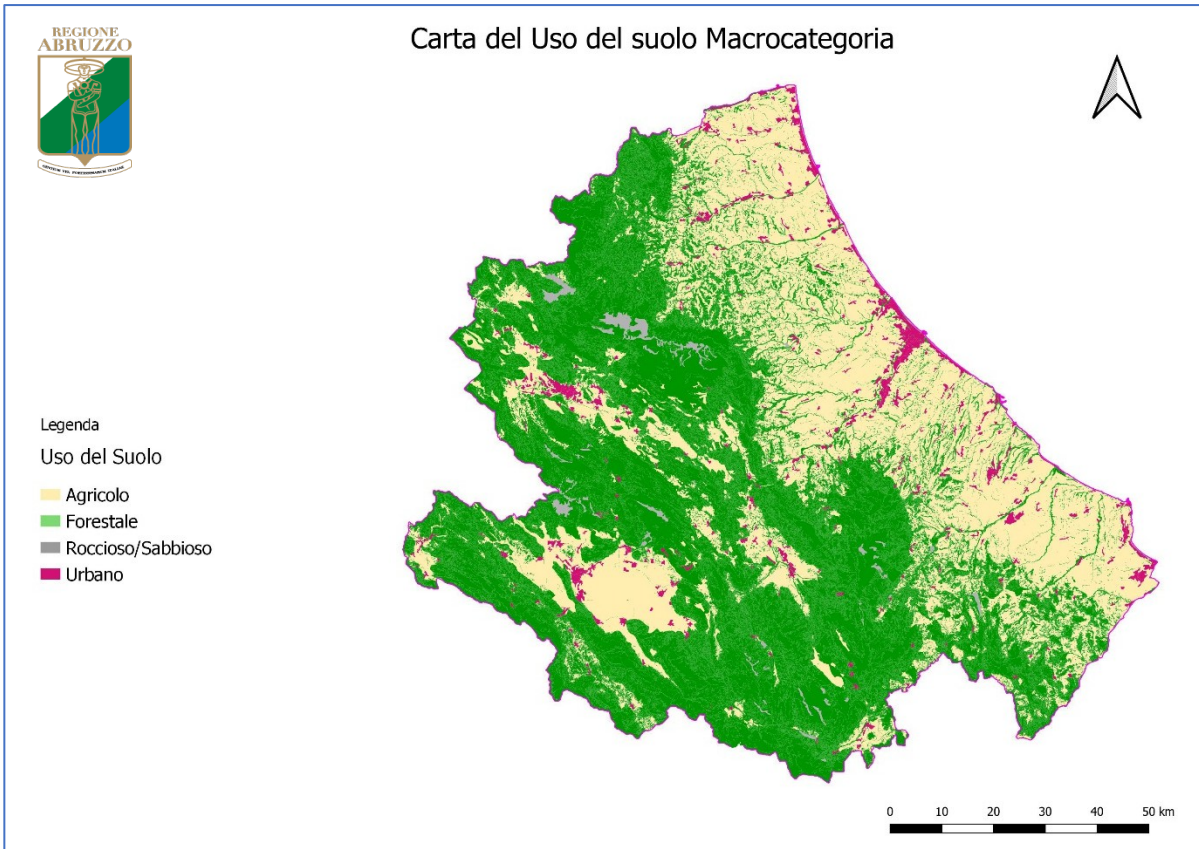 REGIONE
ABRUZZO
Carta del Uso del suolo Macrocategoria
Legenda
Uso del Suolo
Agricolo
Forestale
Roccioso/Sabbioso
Urbano
0 10 20 30 40 50 km